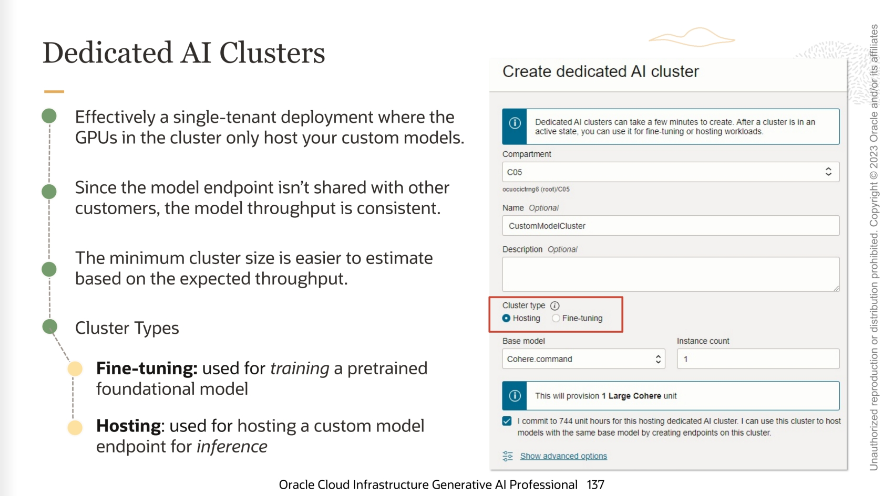 Dedicated AI Clusters
Effectively a single-tenant deployment where the
GPUs in the cluster only host your custom models.
Since the model endpoint isn't shared with other
customers, the model throughput is consistent.
The minimum cluster size is easier to estimate
based on the expected throughput.
Cluster Types
Fine-tuning: used for training a pretrained
foundational model
Hosting: used for hosting a custom model
endpoint for inference
Create dedicated AI cluster
Dedicated AI clusters can take a few minutes to create. After a cluster is in an
active state, you can use it for fine-tuning or hosting workloads.
Compartment
C05
ocuocictrng6 (root)/C05
Name Optional
CustomModelCluster
Description Optional
Cluster type
Hosting
Fine-tuning
Base model
Instance count
Cohere command
1
This will provision 1 Large Cohere unit
I commit to 744 unit hours for this hosting dedicated AI cluster. I can use this cluster to host
models with the same base model by creating endpoints on this cluster.
Show advanced options
Unauthorized reproduction or distribution prohibited. Copyright © 2023 Oracle and/or its affiliates
Oracle Cloud Infrastructure Generative AI Professional 137